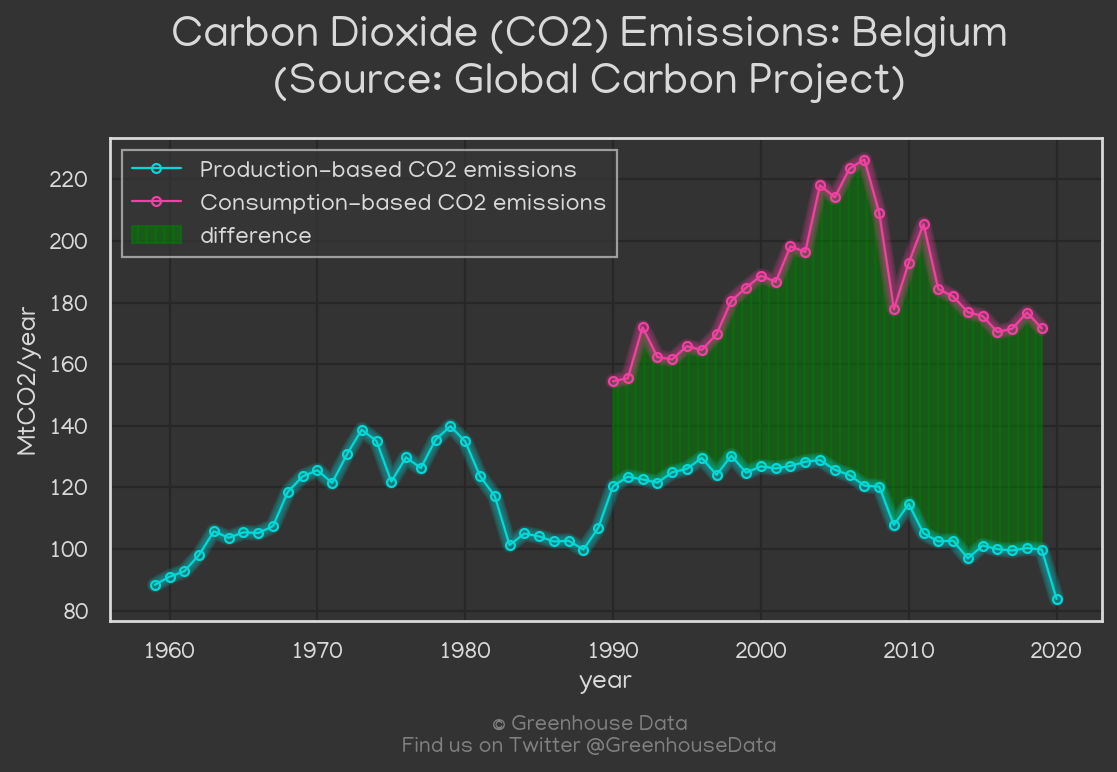 Carbon Dioxide (CO2) Emissions: Belgium
(Source: Global Carbon Project)
Production-based CO2 emissions
Consumption-based CO2 emissions
difference
MtCO2/year
220
200
180
160
140
120
100
80
1960 1970 1980 1990 2000 2010 2020
year
© Greenhouse Data
Find us on Twitter @GreenhouseData